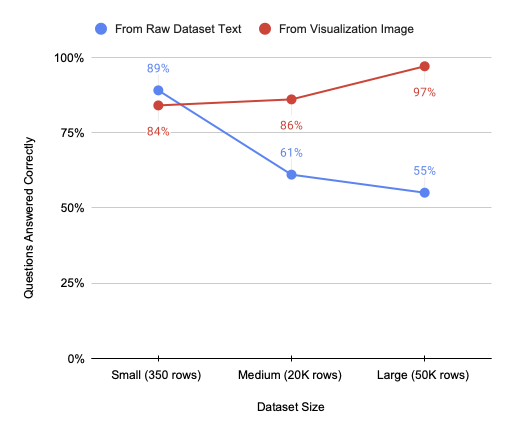 From Raw Dataset Text From Visualization Image
100%
89%
97%
84%
86%
75%
61%
55%
50%
25%
0%
Questions Answered Correctly
Small (350 rows) Medium (20K rows) Large (50K rows)
Dataset Size